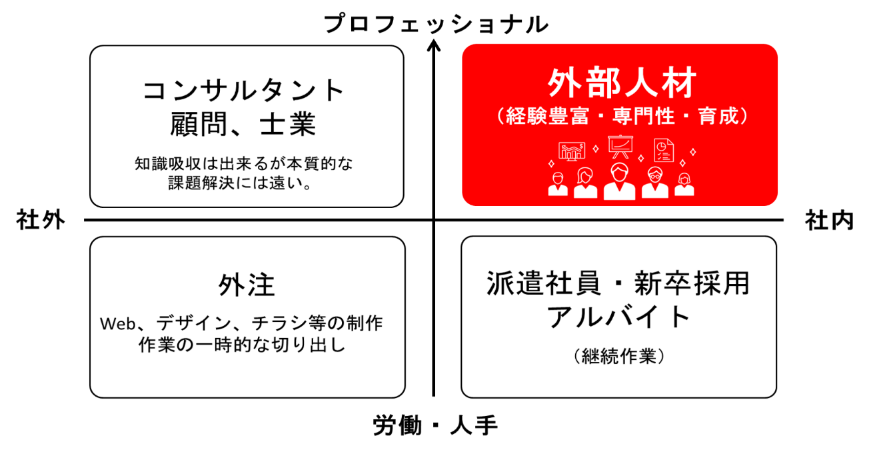 プロフェッショナル
コンサルタント
顧問、士業
知識吸収は出来るが本質的な
課題解決には遠い。
外部人材
（経験豊富・専門性・育成）
社外
社内
外注
Web、デザイン、チラシ等の制作
作業の一時的な切り出し
派遣社員・新卒採用
アルバイト
（継続作業）
労働・人手